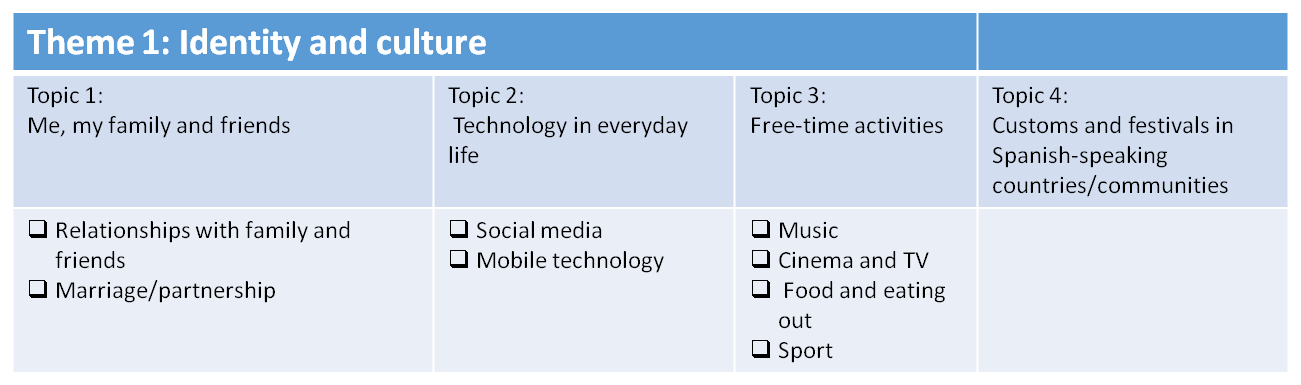 Theme 1: Identity and culture
Topic 1:
Me, my family and friends
Topic 2:
Technology in everyday
life
Topic 3:
Free-time activities
Topic 4:
Customs and festivals in
Spanish-speaking
countries/communities
❑ Relationships with family and
friends
❑ Marriage/partnership
❑ Social media
❑ Mobile technology
❑ Music
❑ Cinema and TV
❑ Food and eating
out
❑ Sport